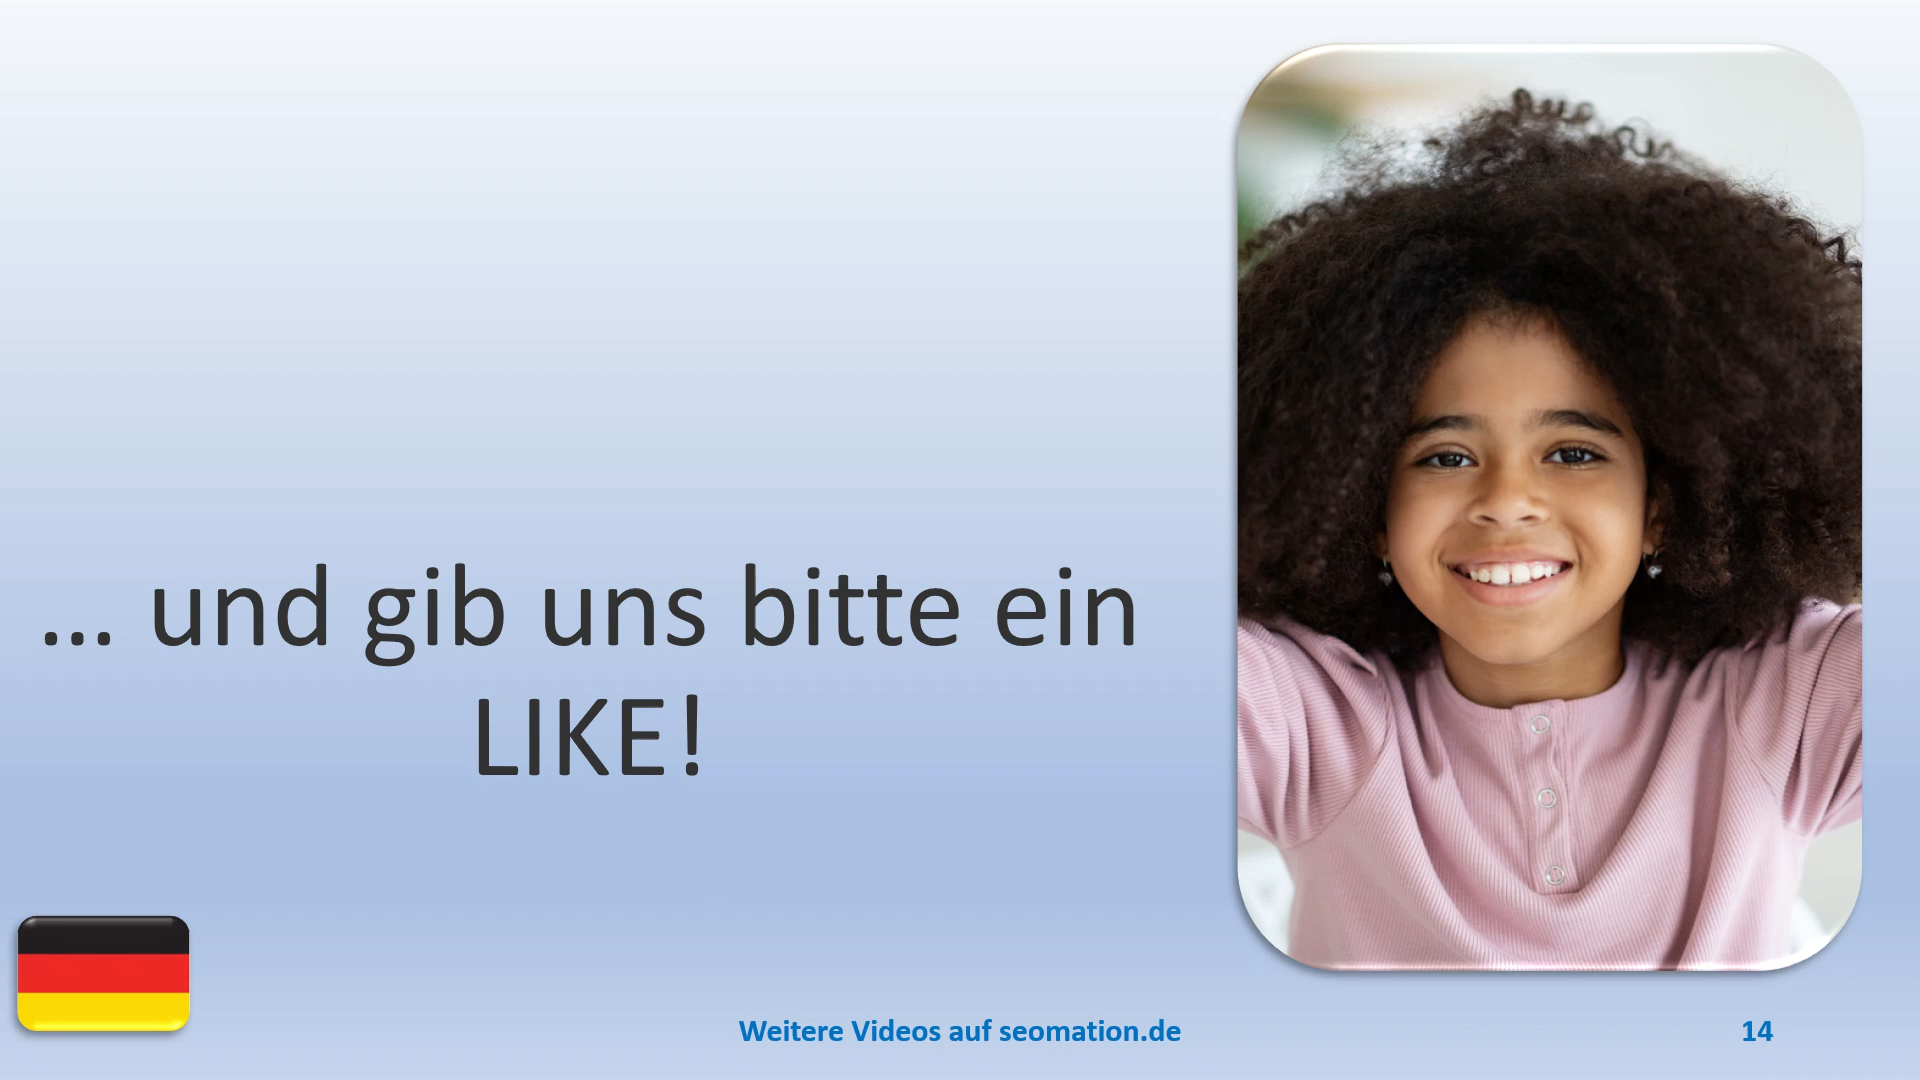 ... und gib uns bitte ein
LIKE!
Weitere Videos auf seomation.de
14